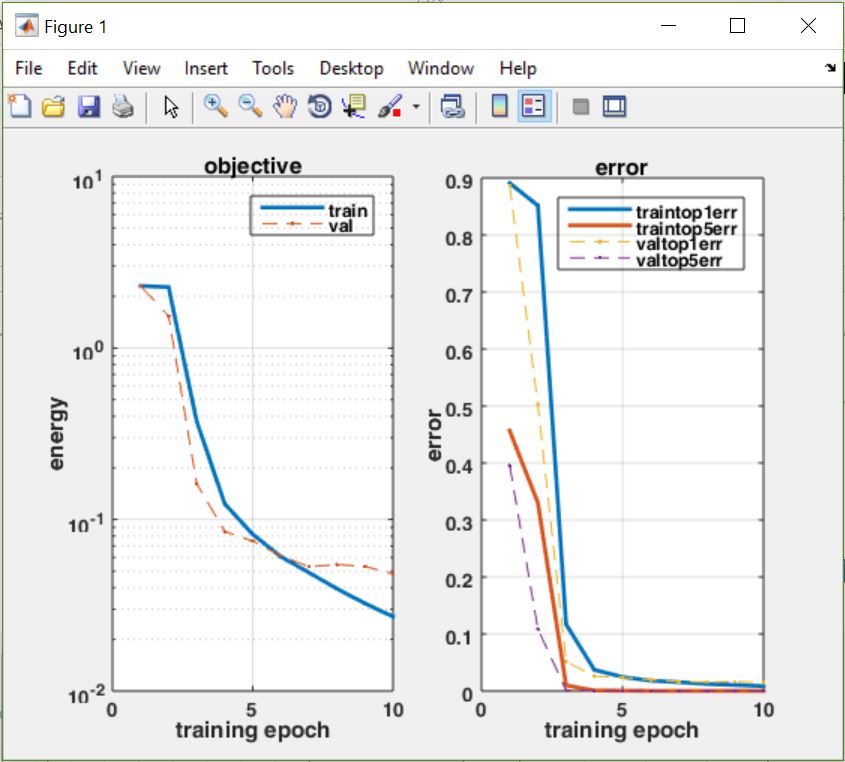 Figure 1
File Edit View Insert Tools Desktop Window Help
objective
10^1
10^0
10^-1
10^-2
energy
train
val
0 5 10
training epoch
error
0.9
0.8
0.7
0.6
0.5
0.4
0.3
0.2
0.1
0
error
traintop1err
traintop5err
valtop1err
valtop5err
0 5 10
training epoch